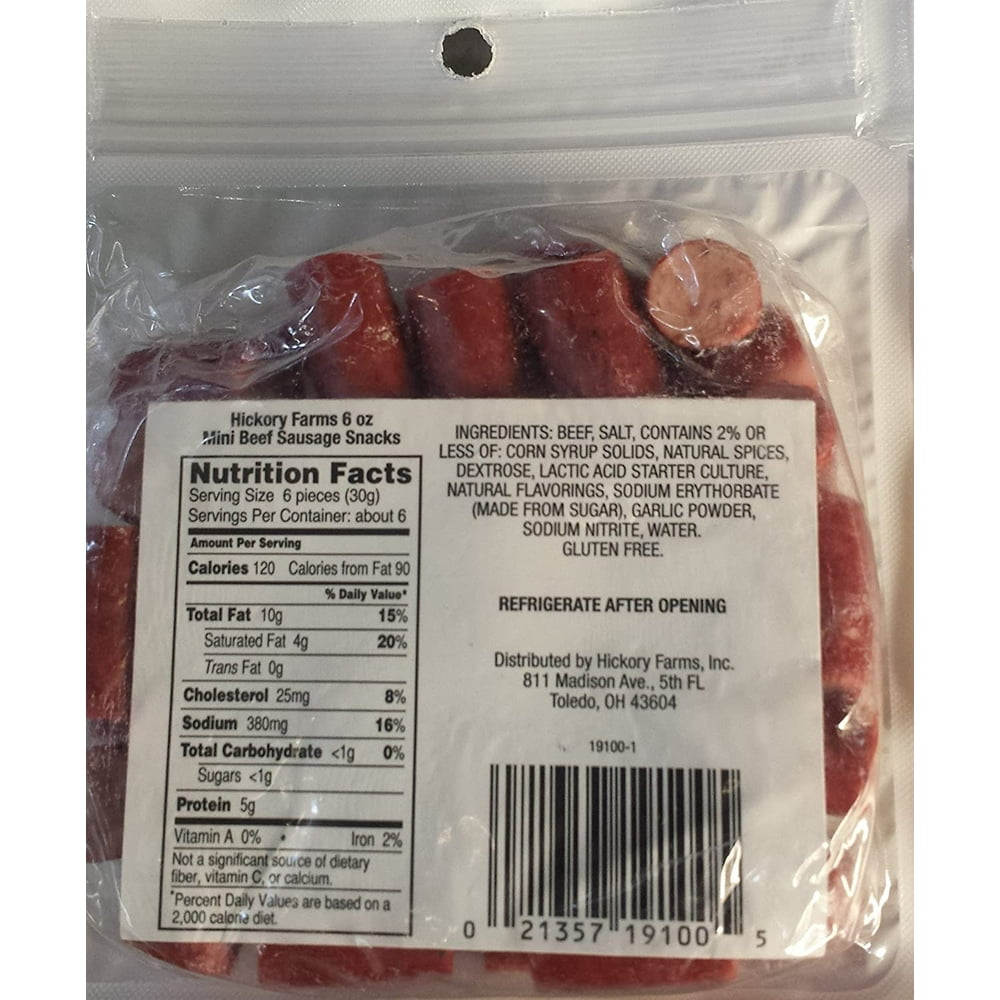 Hickory Farms 6 oz
Mini Beef Sausage Snacks
Nutrition Facts
Serving Size 6 pieces (30g)
Servings Per Container: about 6
Amount Per Serving
Calories 120 Calories from Fat 90
% Daily Value*
Total Fat 10g 15%
Saturated Fat 4g 20%
Trans Fat 0g
Cholesterol 25mg 8%
Sodium 380mg 16%
Total Carbohydrate <1g 0%
Sugars <1g
Protein 5g
Vitamin A 0% • Iron 2%
Not a significant source of dietary
fiber, vitamin C, or calcium.
*Percent Daily Values are based on a
2,000 calorie diet.
INGREDIENTS: BEEF, SALT, CONTAINS 2% OR
LESS OF: CORN SYRUP SOLIDS, NATURAL SPICES,
DEXTROSE, LACTIC ACID STARTER CULTURE,
NATURAL FLAVORINGS, SODIUM ERYTHORBATE
(MADE FROM SUGAR), GARLIC POWDER,
SODIUM NITRITE, WATER.
GLUTEN FREE.
REFRIGERATE AFTER OPENING
Distributed by Hickory Farms, Inc.
811 Madison Ave., 5th FL
Toledo, OH 43604
19100-1
0 21357 19100 5